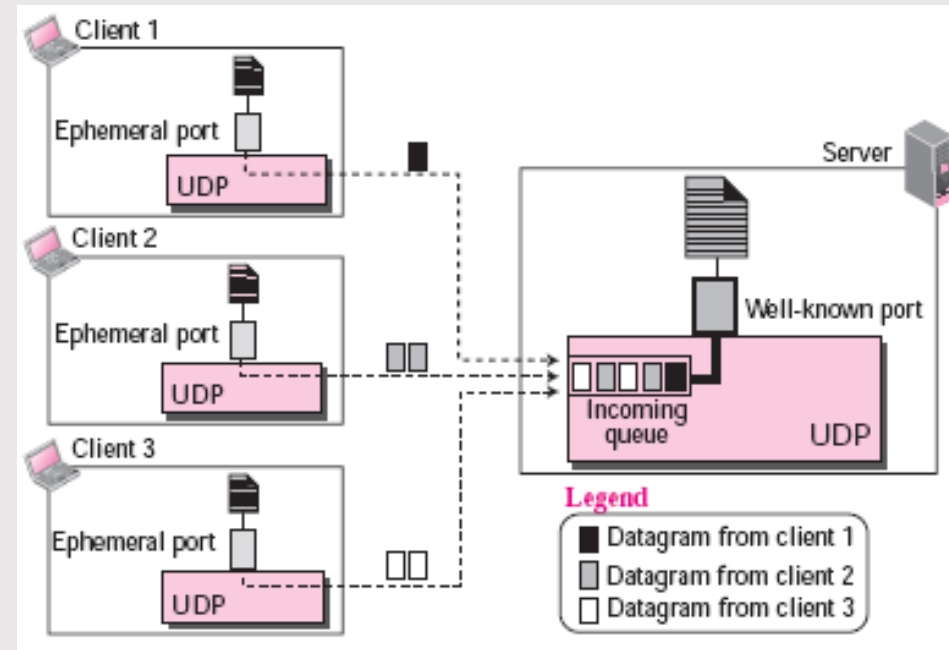 Client 1
Ephemeral port
UDP
Client 2
Ephemeral port
UDP
Client 3
Ephemeral port
UDP
Server
Well-known port
Incoming
queue
UDP
Legend
Datagram from client 1
Datagram from client 2
Datagram from client 3